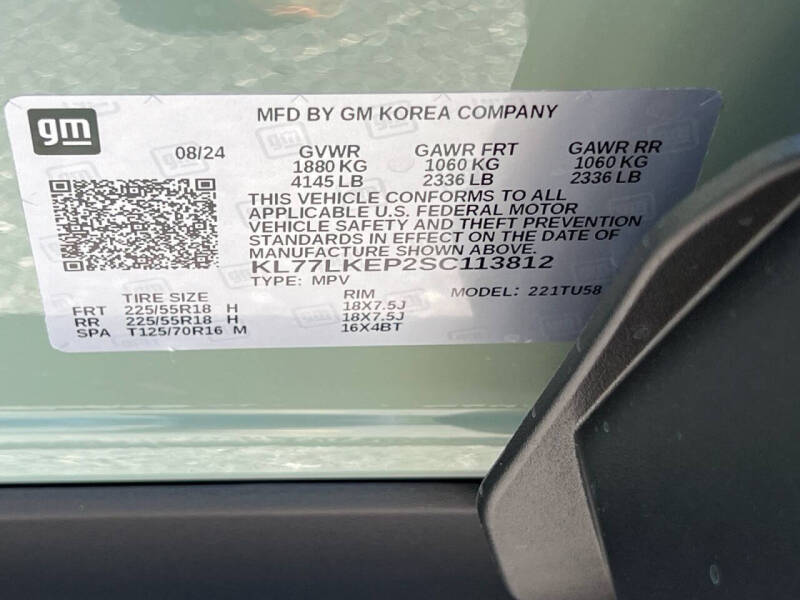 gm
MFD BY GM KOREA COMPANY
08/24 GVWR GAWR FRT GAWR RR
1880 KG 1060 KG 1060 KG
4145 LB 2336 LB 2336 LB
THIS VEHICLE CONFORMS TO ALL
APPLICABLE U.S. FEDERAL MOTOR
VEHICLE SAFETY AND THEFT PREVENTION
STANDARDS IN EFFECT ON THE DATE OF
MANUFACTURE SHOWN ABOVE.
KL77LKEP2SC113812
TYPE: MPV MODEL: 221TU58
TIRE SIZE RIM
FRT 225/55R18 H 18X7.5J
RR 225/55R18 H 18X7.5J
SPA T125/70R16 M 16X4BT